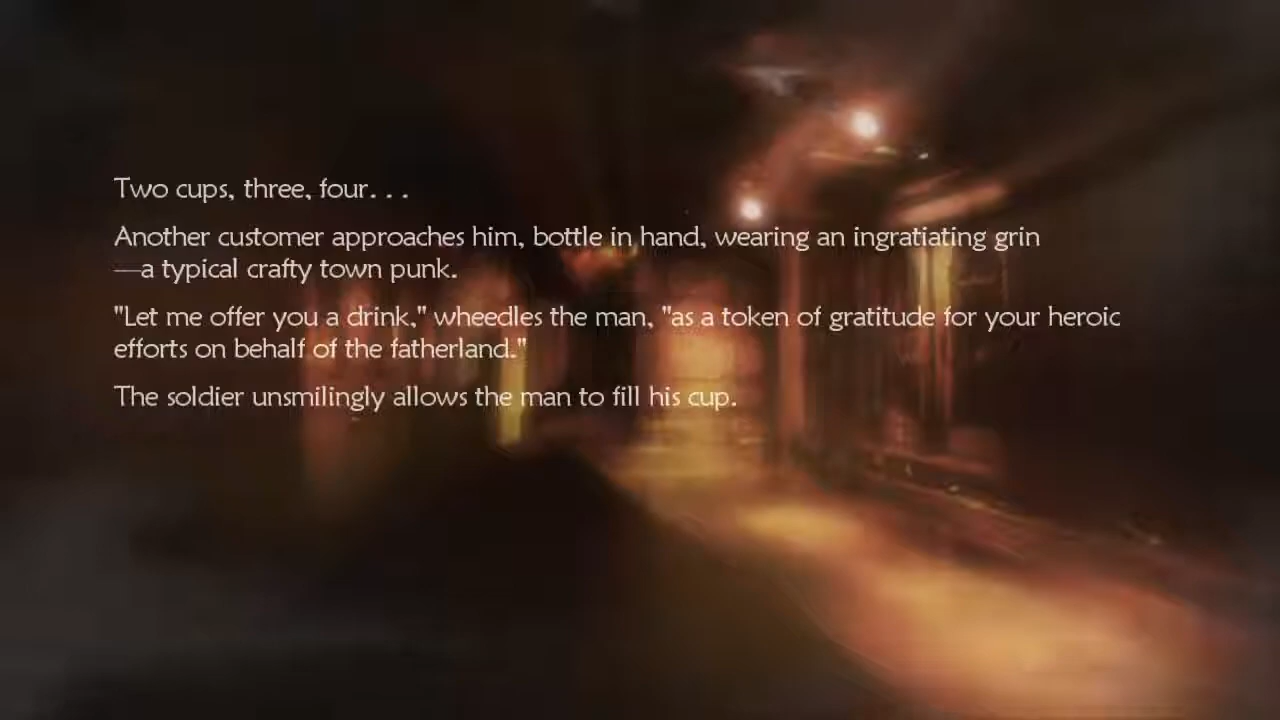 Two cups, three, four. . .
Another customer approaches him, bottle in hand, wearing an ingratiating grin
—a typical crafty town punk.
"Let me offer you a drink," wheedles the man, "as a token of gratitude for your heroic
efforts on behalf of the fatherland."
The soldier unsmilingly allows the man to fill his cup.